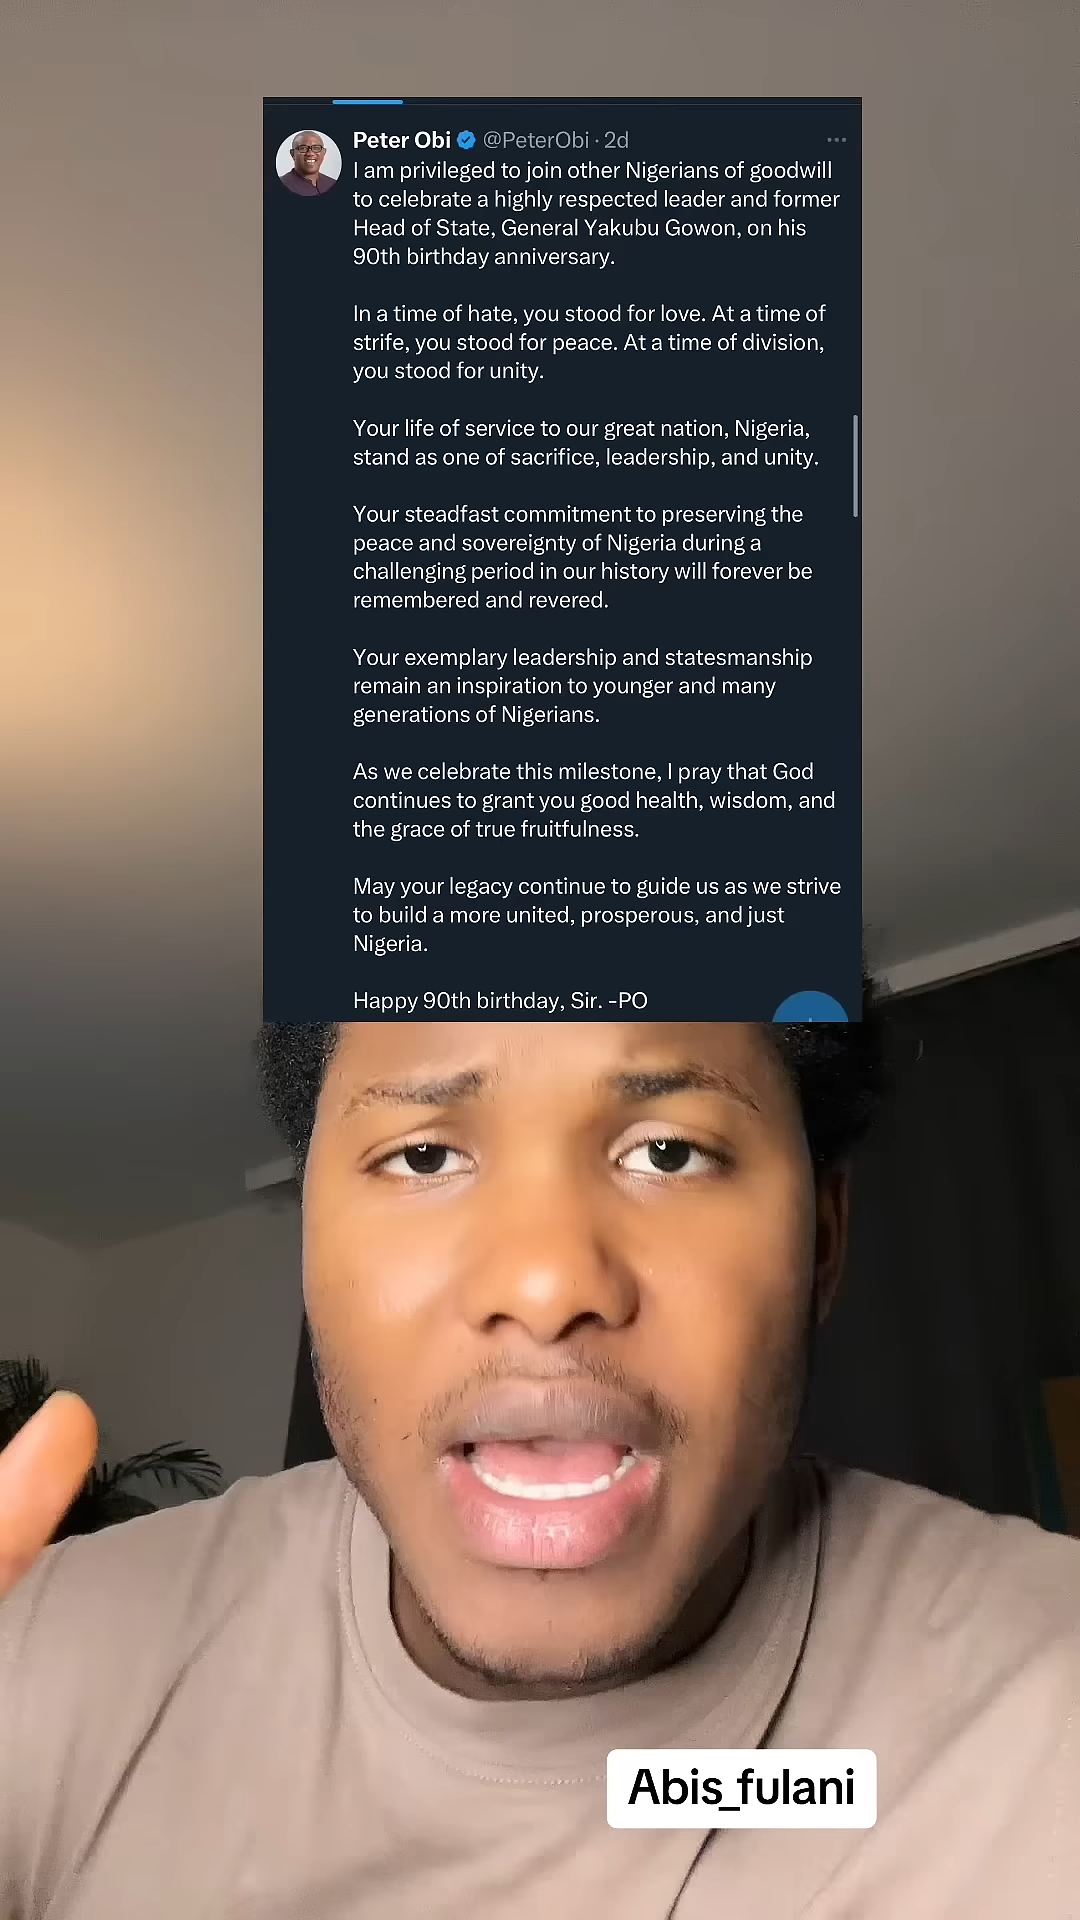 Peter Obi @PeterObi · 2d
I am privileged to join other Nigerians of goodwill
to celebrate a highly respected leader and former
Head of State, General Yakubu Gowon, on his
90th birthday anniversary.
In a time of hate, you stood for love. At a time of
strife, you stood for peace. At a time of division,
you stood for unity.
Your life of service to our great nation, Nigeria,
stand as one of sacrifice, leadership, and unity.
Your steadfast commitment to preserving the
peace and sovereignty of Nigeria during a
challenging period in our history will forever be
remembered and revered.
Your exemplary leadership and statesmanship
remain an inspiration to younger and many
generations of Nigerians.
As we celebrate this milestone, I pray that God
continues to grant you good health, wisdom, and
the grace of true fruitfulness.
May your legacy continue to guide us as we strive
to build a more united, prosperous, and just
Nigeria.
Happy 90th birthday, Sir. -PO
Abis_fulani